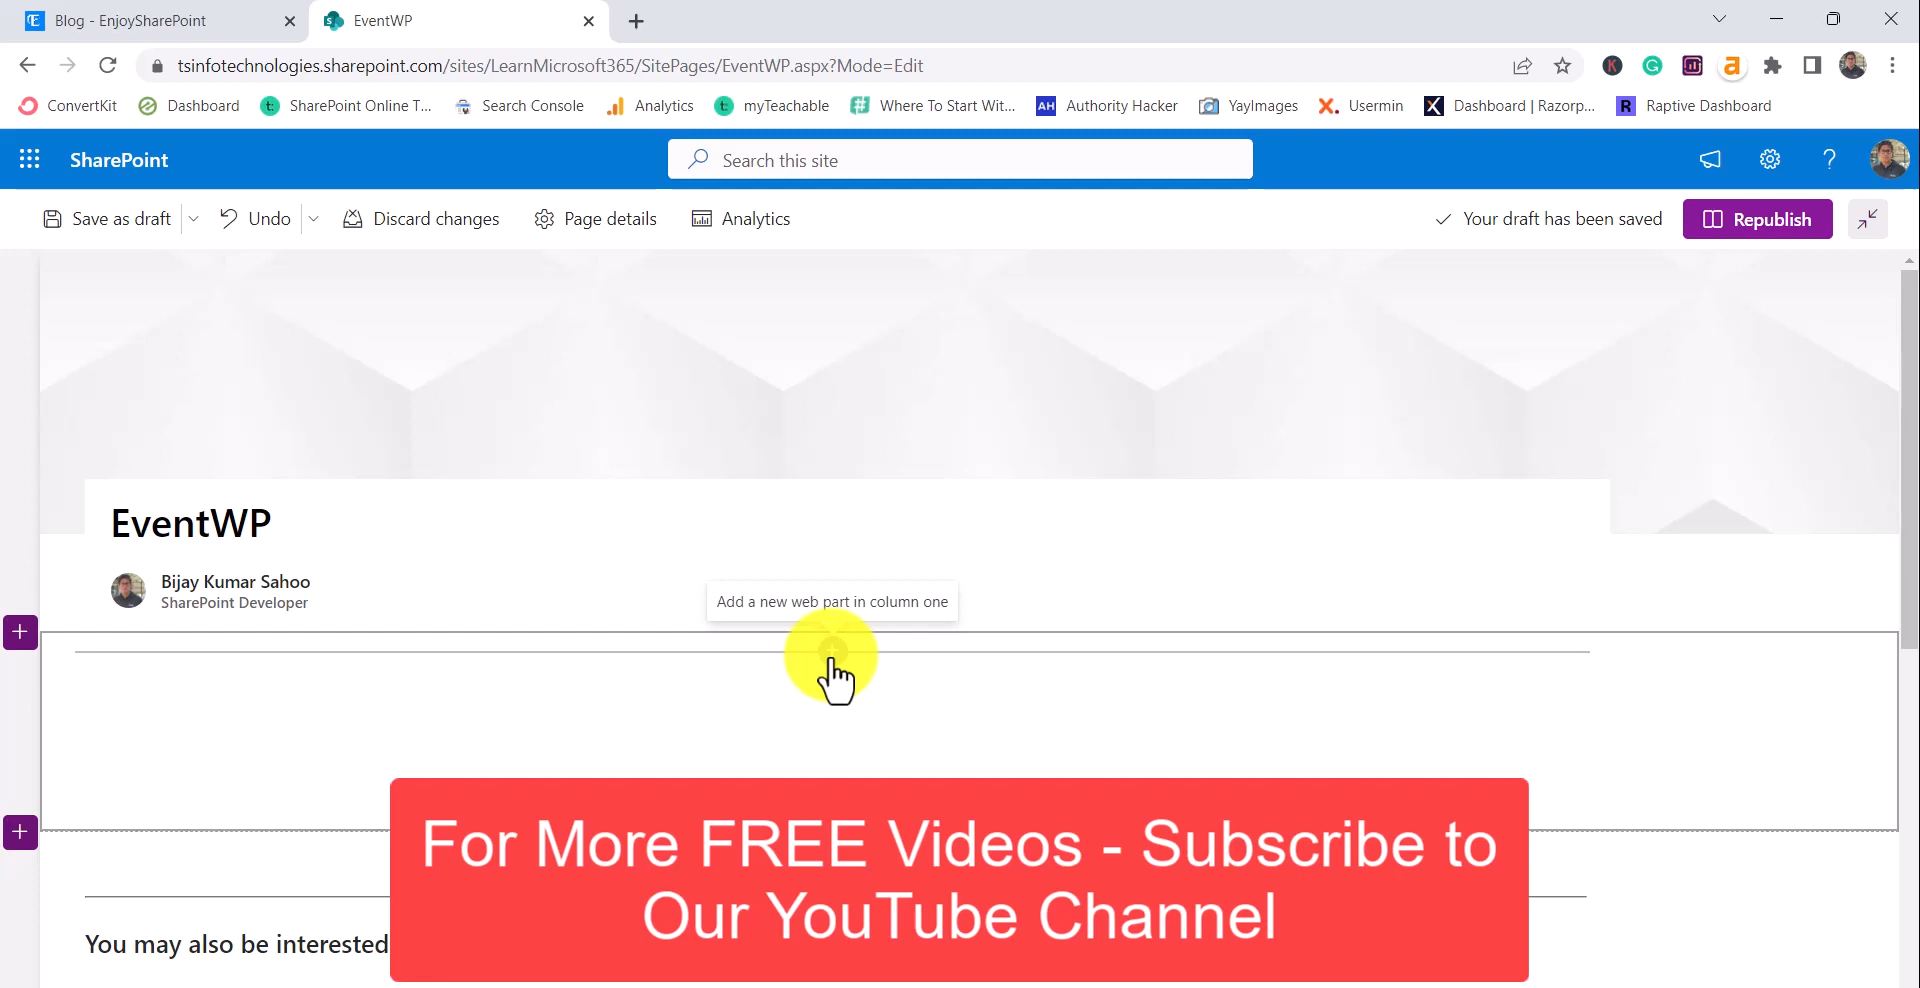 Blog - EnjoySharePoint
EventWP
tsinfotechnologies.sharepoint.com/sites/LearnMicrosoft365/SitePages/EventWP.aspx?Mode=Edit
ConvertKit
Dashboard
SharePoint Online T...
Search Console
Analytics
myTeachable
Where To Start Wit...
AH Authority Hacker
YayImages
Usermin
Dashboard | Razorp...
R Raptive Dashboard
SharePoint
Search this site
Save as draft
Undo
Discard changes
Page details
Analytics
Your draft has been saved
Republish
EventWP
Bijay Kumar Sahoo
SharePoint Developer
Add a new web part in column one
For More FREE Videos - Subscribe to
Our YouTube Channel
You may also be interested